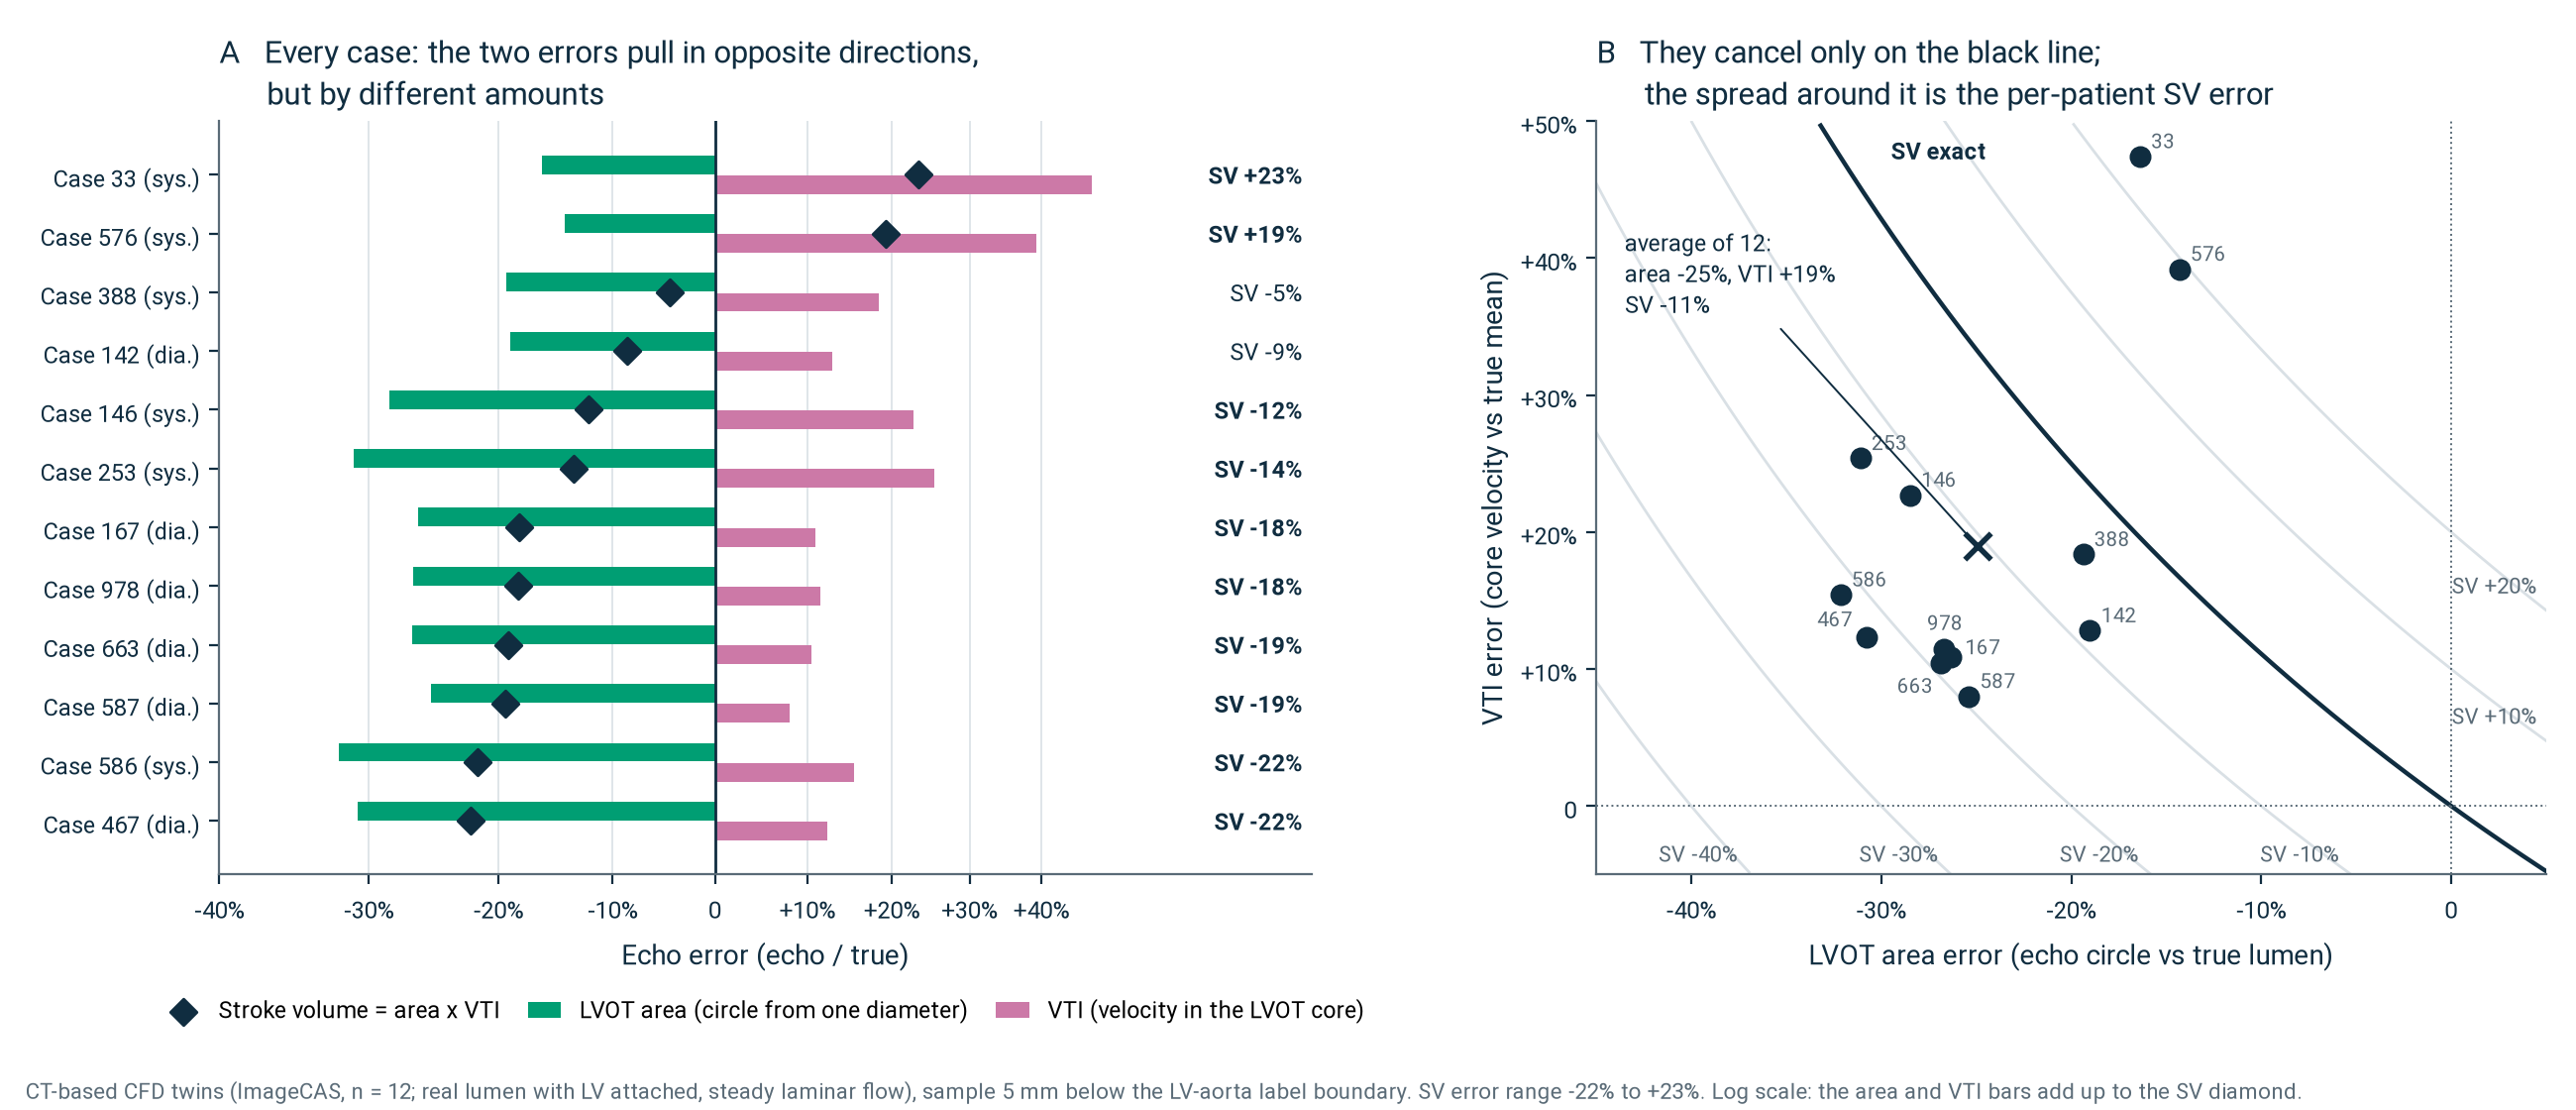 A Every case: the two errors pull in opposite directions,
but by different amounts
Case 33 (sys.)
SV +23%
Case 576 (sys.)
SV +19%
Case 388 (sys.)
SV -5%
Case 142 (dia.)
SV -9%
Case 146 (sys.)
SV -12%
Case 253 (sys.)
SV -14%
Case 167 (dia.)
SV -18%
Case 978 (dia.)
SV -18%
Case 663 (dia.)
SV -19%
Case 587 (dia.)
SV -19%
Case 586 (sys.)
SV -22%
Case 467 (dia.)
SV -22%
-40% -30% -20% -10% 0 +10% +20% +30% +40%
Echo error (echo / true)
Stroke volume = area x VTI LVOT area (circle from one diameter) VTI (velocity in the LVOT core)
B They cancel only on the black line;
the spread around it is the per-patient SV error
VTI error (core velocity vs true mean)
+50%
+40%
+30%
+20%
+10%
0
SV exact
33
576
average of 12:
area -25%, VTI +19%
SV -11%
253
146
388
586
467
978
142
167
663
587
SV +20%
SV +10%
SV -40% SV -30% SV -20% SV -10%
-40% -30% -20% -10% 0
LVOT area error (echo circle vs true lumen)
CT-based CFD twins (ImageCAS, n = 12; real lumen with LV attached, steady laminar flow), sample 5 mm below the LV-aorta label boundary. SV error range -22% to +23%. Log scale: the area and VTI bars add up to the SV diamond.